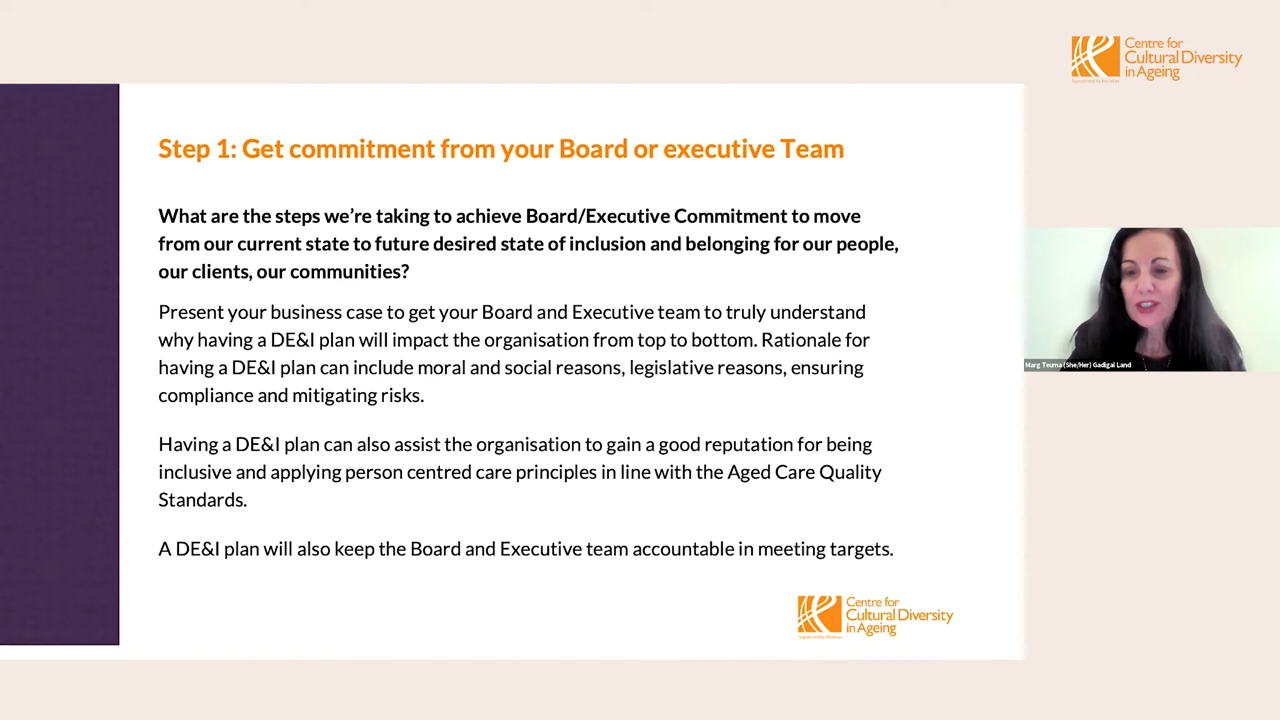 Centre for
Cultural Diversity
in Ageing
Step 1: Get commitment from your Board or executive Team
What are the steps we're taking to achieve Board/Executive Commitment to move
from our current state to future desired state of inclusion and belonging for our people,
our clients, our communities?
Present your business case to get your Board and Executive team to truly understand
why having a DE&I plan will impact the organisation from top to bottom. Rationale for
having a DE&I plan can include moral and social reasons, legislative reasons, ensuring
compliance and mitigating risks.
Having a DE&I plan can also assist the organisation to gain a good reputation for being
inclusive and applying person centred care principles in line with the Aged Care Quality
Standards.
A DE&I plan will also keep the Board and Executive team accountable in meeting targets.
Marg Teuma (She/Her) Gadigal Land
Centre for
Cultural Diversity
in Ageing